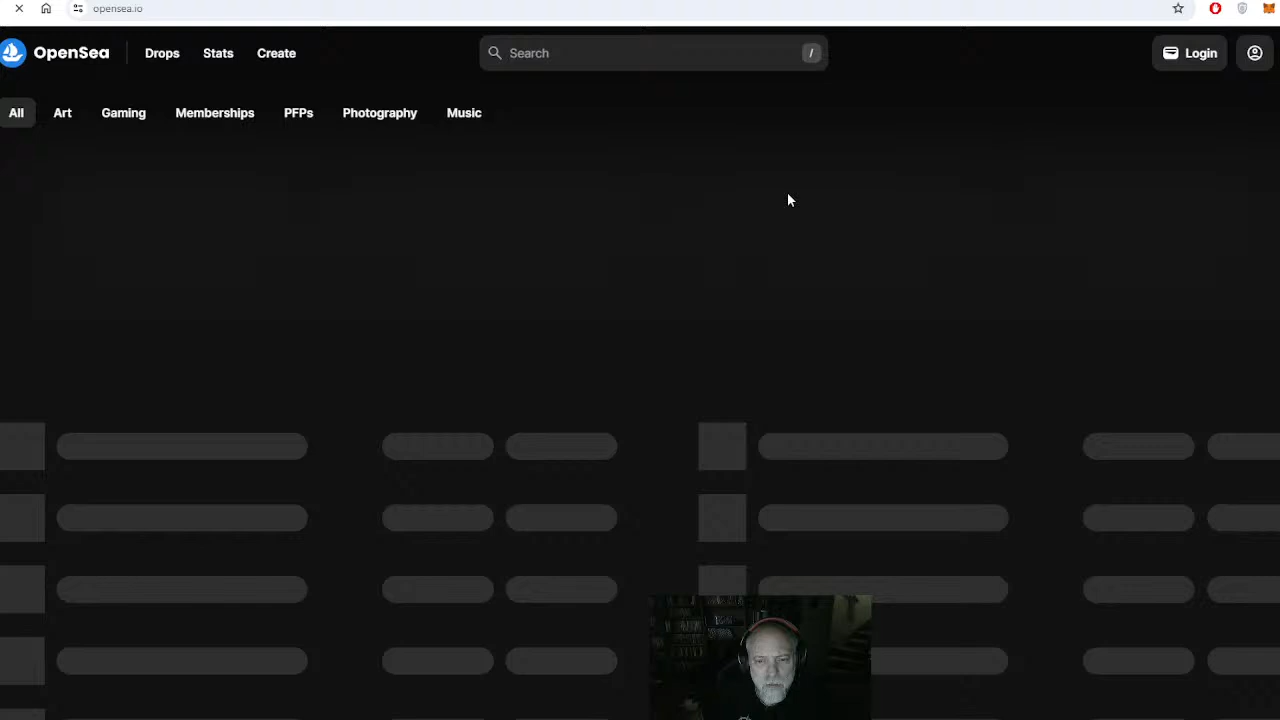 opensea.io
OpenSea Drops Stats Create Search / Login
All Art Gaming Memberships PFPs Photography Music